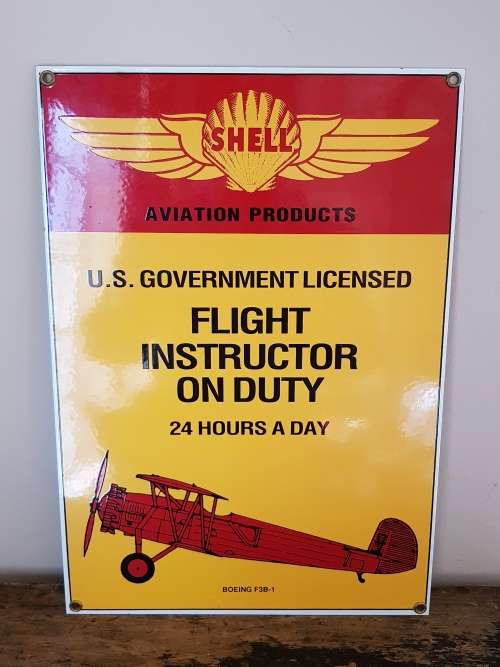 SHELL
AVIATION PRODUCTS
U.S. GOVERNMENT LICENSED
FLIGHT
INSTRUCTOR
ON DUTY
24 HOURS A DAY
BOEING F3B-1